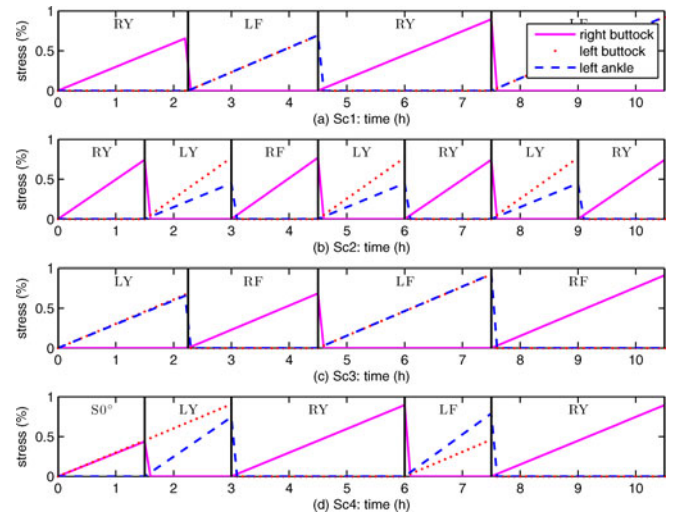 RY LF RY LF
stress (%)
1
0.5
0
right buttock
left buttock
left ankle
0 1 2 3 4 5 6 7 8 9 10
(a) Sc1: time (h)
RY LY RF LY RY LY RY
stress (%)
1
0.5
0
0 1 2 3 4 5 6 7 8 9 10
(b) Sc2: time (h)
LY RF LF RF
stress (%)
1
0.5
0
0 1 2 3 4 5 6 7 8 9 10
(c) Sc3: time (h)
S0° LY RY LF RY
stress (%)
1
0.5
0
0 1 2 3 4 5 6 7 8 9 10
(d) Sc4: time (h)